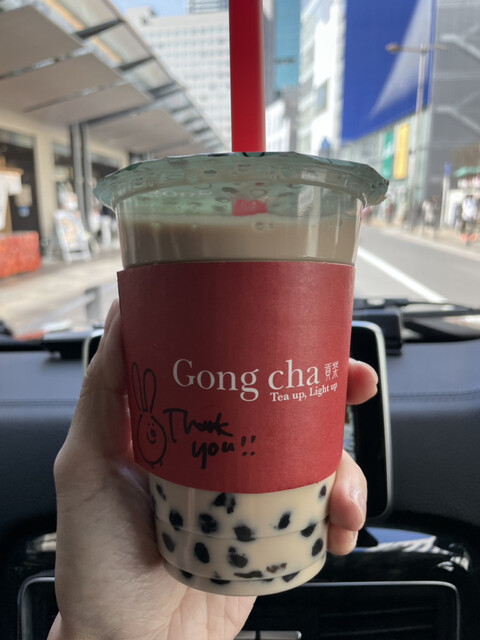 Gong cha 貢茶
Tea up, Light up
Thank
you!!